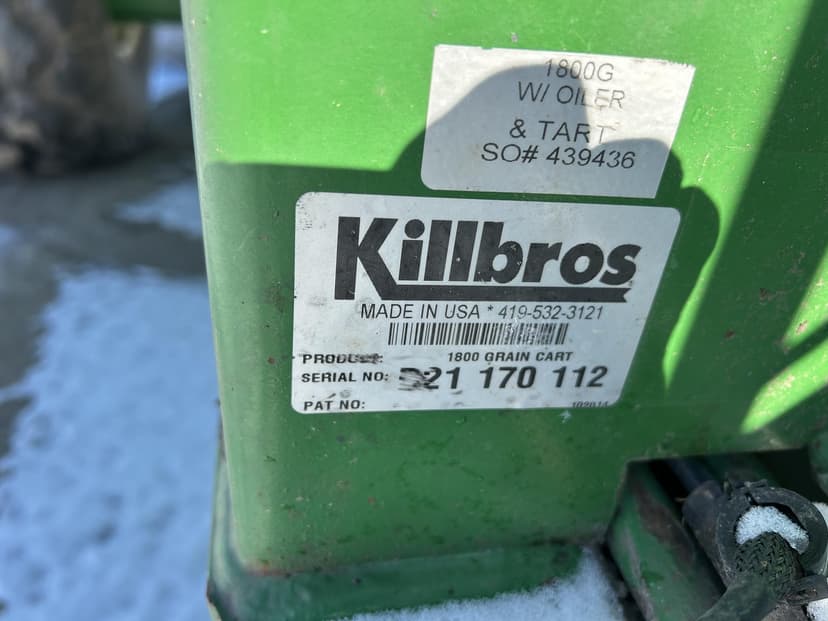 1800G
W/ OILER
& TART
SO# 439436
Killbros
MADE IN USA * 419-532-3121
PRODUCT: 1800 GRAIN CART
SERIAL NO: 21 170 112
PAT NO: